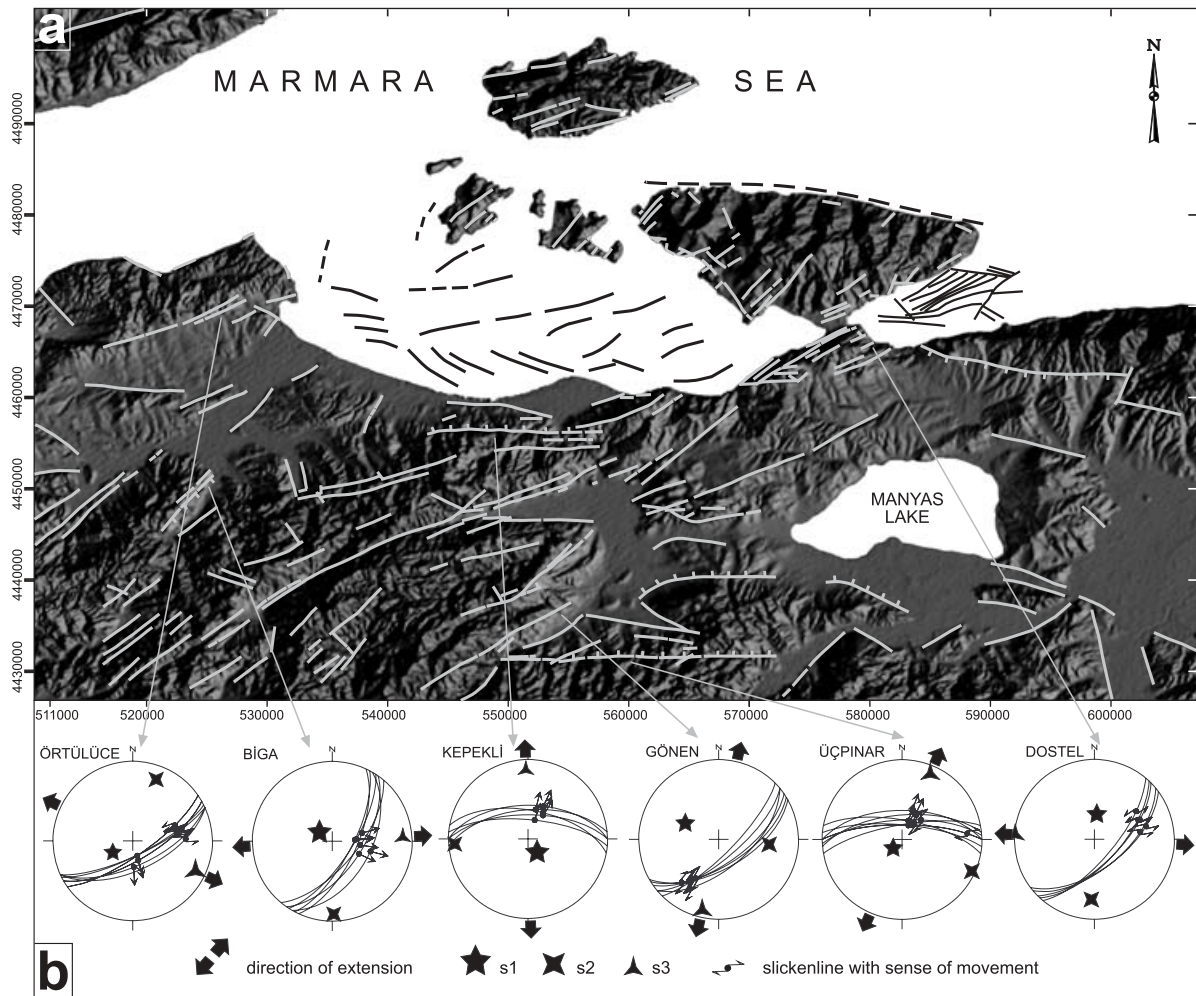 a
MARMARA SEA
N
4490000
4480000
4470000
4460000
4450000
4440000
4430000
MANYAS
LAKE
511000 520000 530000 540000 550000 560000 570000 580000 590000 600000
ÖRTÜLÜCE N
BİGA N
KEPEKLİ N
GÖNEN N
ÜÇPINAR N
DOSTEL N
b
direction of extension s1 s2 s3 slickenline with sense of movement